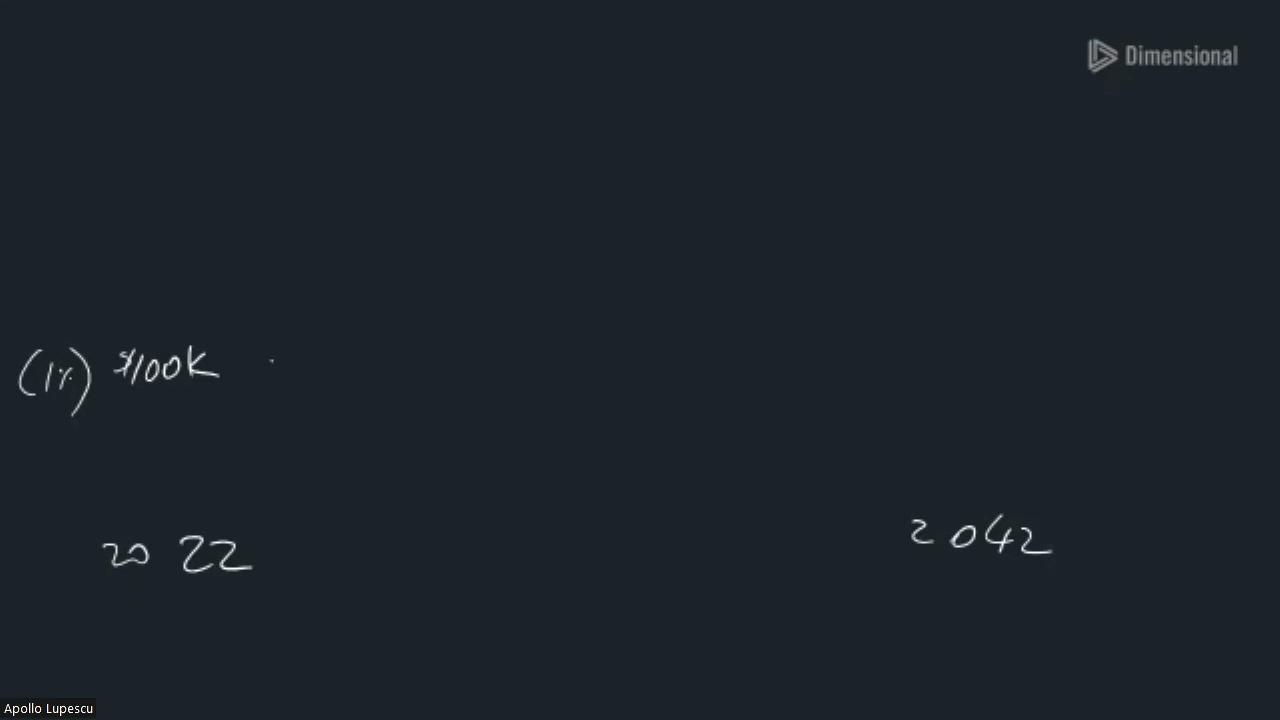 Dimensional
(1%) $100K
2022
2042
Apollo Lupescu